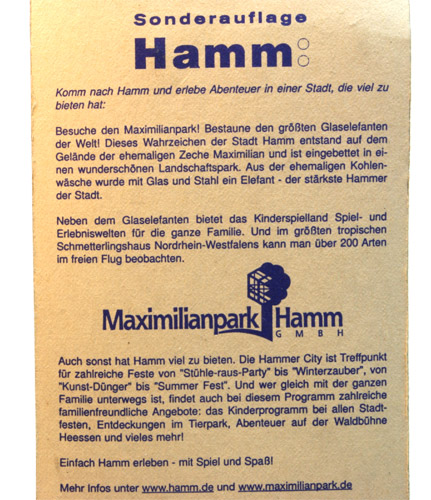 Sonderauflage
Hamm:
Komm nach Hamm und erlebe Abenteuer in einer Stadt, die viel zu
bieten hat:
Besuche den Maximilianpark! Bestaune den größten Glaselefanten
der Welt! Dieses Wahrzeichen der Stadt Hamm entstand auf dem
Gelände der ehemaligen Zeche Maximilian und ist eingebettet in ei-
nen wunderschönen Landschaftspark. Aus der ehemaligen Kohlen-
wäsche wurde mit Glas und Stahl ein Elefant - der stärkste Hammer
der Stadt.
Neben dem Glaselefanten bietet das Kinderspielland Spiel- und
Erlebniswelten für die ganze Familie. Und im größten tropischen
Schmetterlingshaus Nordrhein-Westfalens kann man über 200 Arten
im freien Flug beobachten.
Maximilianpark Hamm
GMBH
Auch sonst hat Hamm viel zu bieten. Die Hammer City ist Treffpunkt
für zahlreiche Feste von "Stühle-raus-Party" bis "Winterzauber", von
"Kunst-Dünger" bis "Summer Fest". Und wer gleich mit der ganzen
Familie unterwegs ist, findet auch bei diesem Programm zahlreiche
familienfreundliche Angebote: das Kinderprogramm bei allen Stadt-
festen, Entdeckungen im Tierpark, Abenteuer auf der Waldbühne
Heessen und vieles mehr!
Einfach Hamm erleben - mit Spiel und Spaß!
Mehr Infos unter www.hamm.de und www.maximilianpark.de